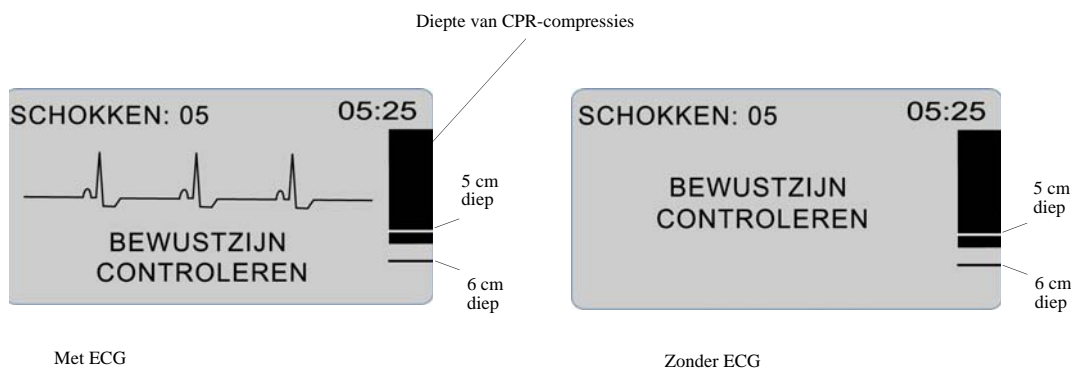 Diepte van CPR-compressies
SCHOKKEN: 05
05:25
5 cm
diep
BEWUSTZIJN
CONTROLEREN
6 cm
diep
Met ECG
SCHOKKEN: 05
05:25
BEWUSTZIJN
CONTROLEREN
5 cm
diep
6 cm
diep
Zonder ECG